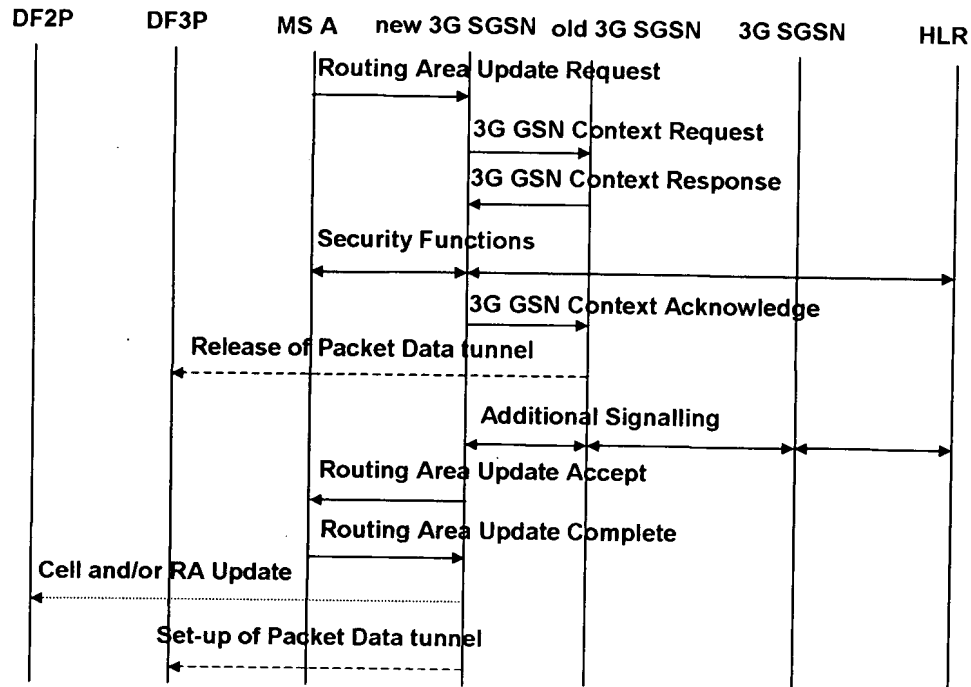 DF2P DF3P MS A new 3G SGSN old 3G SGSN 3G SGSN HLR
Routing Area Update Request
3G GSN Context Request
3G GSN Context Response
Security Functions
3G GSN Context Acknowledge
Release of Packet Data tunnel
Additional Signalling
Routing Area Update Accept
Routing Area Update Complete
Cell and/or RA Update
Set-up of Packet Data tunnel